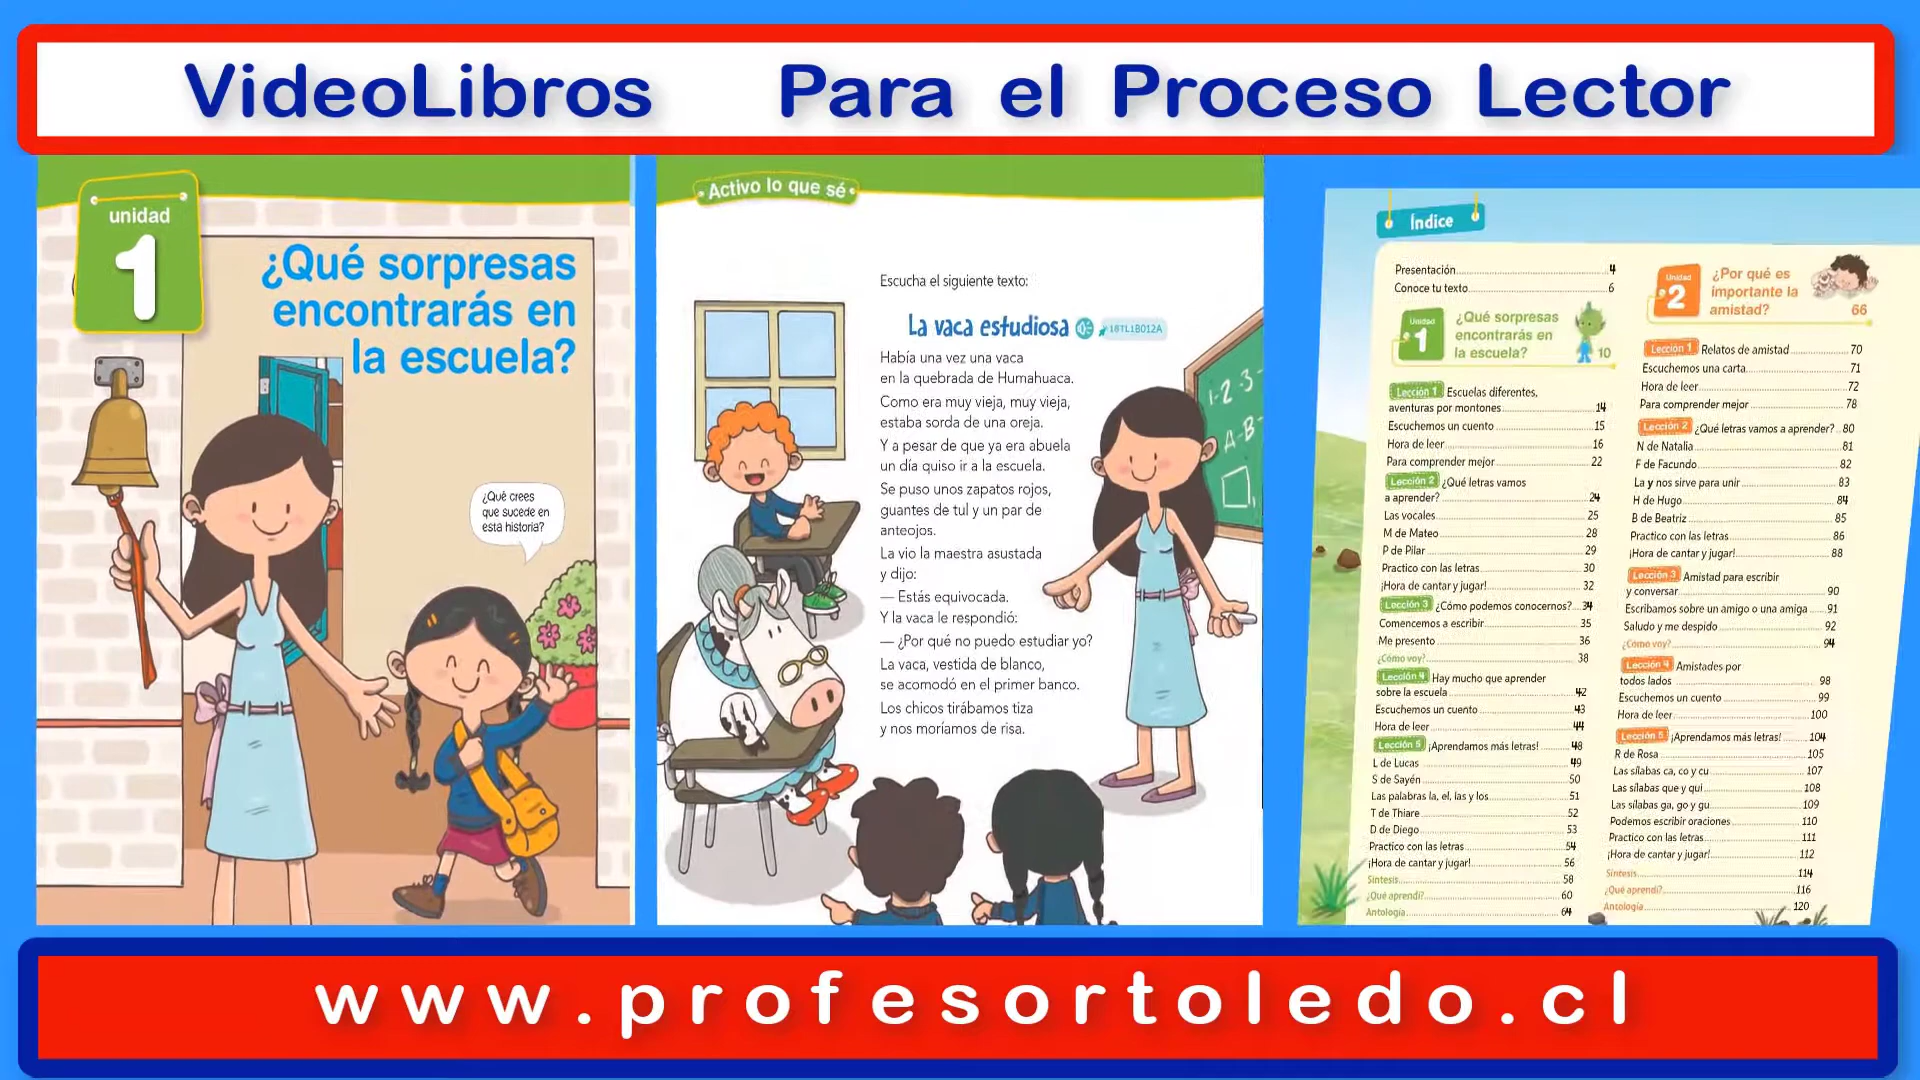 VideoLibros Para el Proceso Lector
unidad
1
¿Qué sorpresas
encontrarás en
la escuela?
¿Qué crees
que sucede en
esta historia?
Activo lo que sé
Escucha el siguiente texto:
La vaca estudiosa
18TL1B012A
Había una vez una vaca
en la quebrada de Humahuaca.
Como era muy vieja, muy vieja,
estaba sorda de una oreja.
Y a pesar de que ya era abuela
un día quiso ir a la escuela.
Se puso unos zapatos rojos,
guantes de tul y un par de
anteojos.
La vio la maestra asustada
y dijo:
— Estás equivocada.
Y la vaca le respondió:
— ¿Por qué no puedo estudiar yo?
La vaca, vestida de blanco,
se acomodó en el primer banco.
Los chicos tirábamos tiza
y nos moríamos de risa.
1-2-3-
A-B-
Índice
Presentación 4
Conoce tu texto 6
Unidad
1
¿Qué sorpresas
encontrarás en
la escuela? 10
Lección 1 Escuelas diferentes,
aventuras por montones 14
Escuchemos un cuento 15
Hora de leer 16
Para comprender mejor 22
Lección 2 ¿Qué letras vamos
a aprender? 24
Las vocales 25
M de Mateo 28
P de Pilar 29
Practico con las letras 30
¡Hora de cantar y jugar! 32
Lección 3 ¿Cómo podemos conocernos? 34
Comencemos a escribir 35
Me presento 36
¿Cómo voy? 38
Lección 4 Hay mucho que aprender
sobre la escuela 42
Escuchemos un cuento 43
Hora de leer 44
Lección 5 ¡Aprendamos más letras! 48
L de Lucas 49
S de Sayén 50
Las palabras la, el, las y los 51
T de Thiare 52
D de Diego 53
Practico con las letras 54
¡Hora de cantar y jugar! 56
Síntesis 58
¿Qué aprendí? 60
Antología 64
Unidad
2
¿Por qué es
importante la
amistad? 66
Lección 1 Relatos de amistad 70
Escuchemos una carta 71
Hora de leer 72
Para comprender mejor 78
Lección 2 ¿Qué letras vamos a aprender? 80
N de Natalia 81
F de Facundo 82
La y nos sirve para unir 83
H de Hugo 84
B de Beatriz 85
Practico con las letras 86
¡Hora de cantar y jugar! 88
Lección 3 Amistad para escribir
y conversar 90
Escribamos sobre un amigo o una amiga 91
Saludo y me despido 92
¿Cómo voy? 94
Lección 4 Amistades por
todos lados 98
Escuchemos un cuento 99
Hora de leer 100
Lección 5 ¡Aprendamos más letras! 104
R de Rosa 105
Las sílabas ca, co y cu 107
Las sílabas que y qui 108
Las sílabas ga, go y gu 109
Podemos escribir oraciones 110
Practico con las letras 111
¡Hora de cantar y jugar! 112
Síntesis 114
¿Qué aprendí? 116
Antología 120
www.profesortoledo.cl